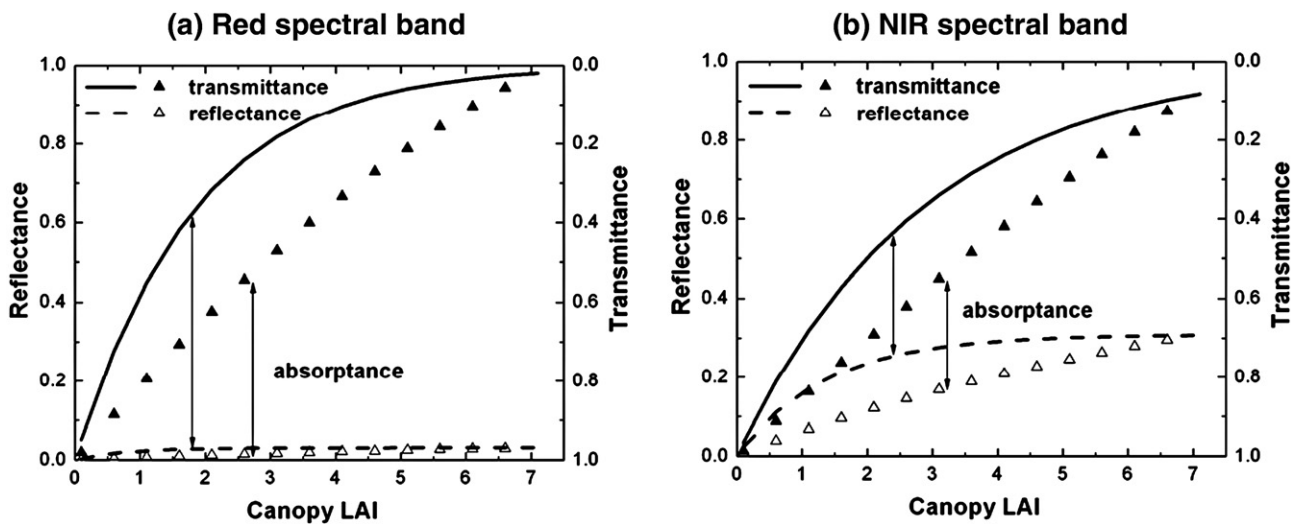 (a) Red spectral band
1.0
0.8
0.6
0.4
0.2
0.0
Reflectance
transmittance
reflectance
absorptance
0.0
0.2
0.4
0.6
0.8
1.0
Transmittance
0 1 2 3 4 5 6 7
Canopy LAI
(b) NIR spectral band
1.0
0.8
0.6
0.4
0.2
0.0
Reflectance
transmittance
reflectance
absorptance
0.0
0.2
0.4
0.6
0.8
1.0
Transmittance
0 1 2 3 4 5 6 7
Canopy LAI